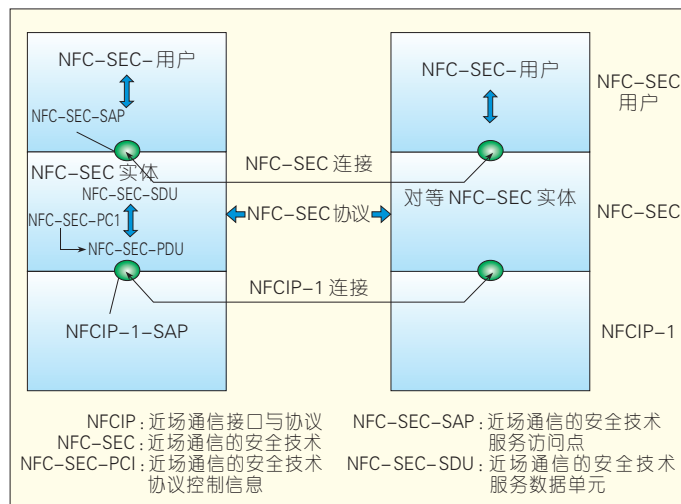 NFC-SEC-用户
NFC-SEC-用户
NFC-SEC
用户
NFC-SEC-SAP
NFC-SEC 连接
NFC-SEC 实体
NFC-SEC-SDU
NFC-SEC-PC1
NFC-SEC-PDU
NFC-SEC 协议
对等 NFC-SEC 实体
NFC-SEC
NFCIP-1 连接
NFCIP-1-SAP
NFCIP-1
NFCIP:近场通信接口与协议
NFC-SEC:近场通信的安全技术
NFC-SEC-PCI:近场通信的安全技术
协议控制信息
NFC-SEC-SAP:近场通信的安全技术
服务访问点
NFC-SEC-SDU:近场通信的安全技术
服务数据单元